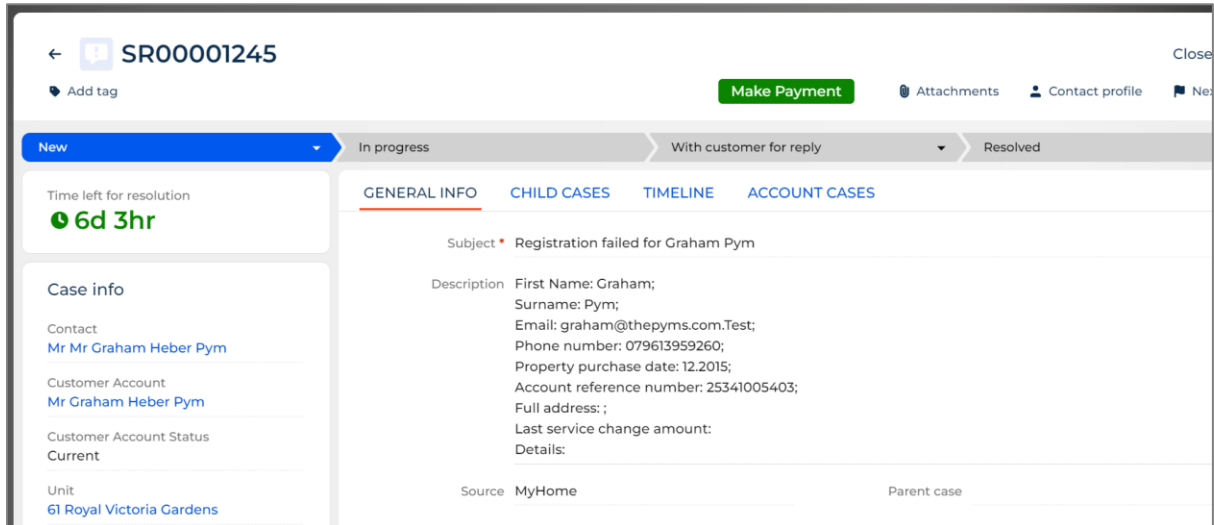 SR00001245
Close
Add tag
Make Payment
Attachments
Contact profile
New
In progress
With customer for reply
Resolved
Time left for resolution
6d 3hr
GENERAL INFO
CHILD CASES
TIMELINE
ACCOUNT CASES
Subject * Registration failed for Graham Pym
Description First Name: Graham;
Surname: Pym;
Email: graham@thepyms.com.Test;
Phone number: 079613959260;
Property purchase date: 12.2015;
Account reference number: 25341005403;
Full address: ;
Last service change amount:
Details:
Source MyHome
Parent case
Case info
Contact
Mr Mr Graham Heber Pym
Customer Account
Mr Graham Heber Pym
Customer Account Status
Current
Unit
61 Royal Victoria Gardens